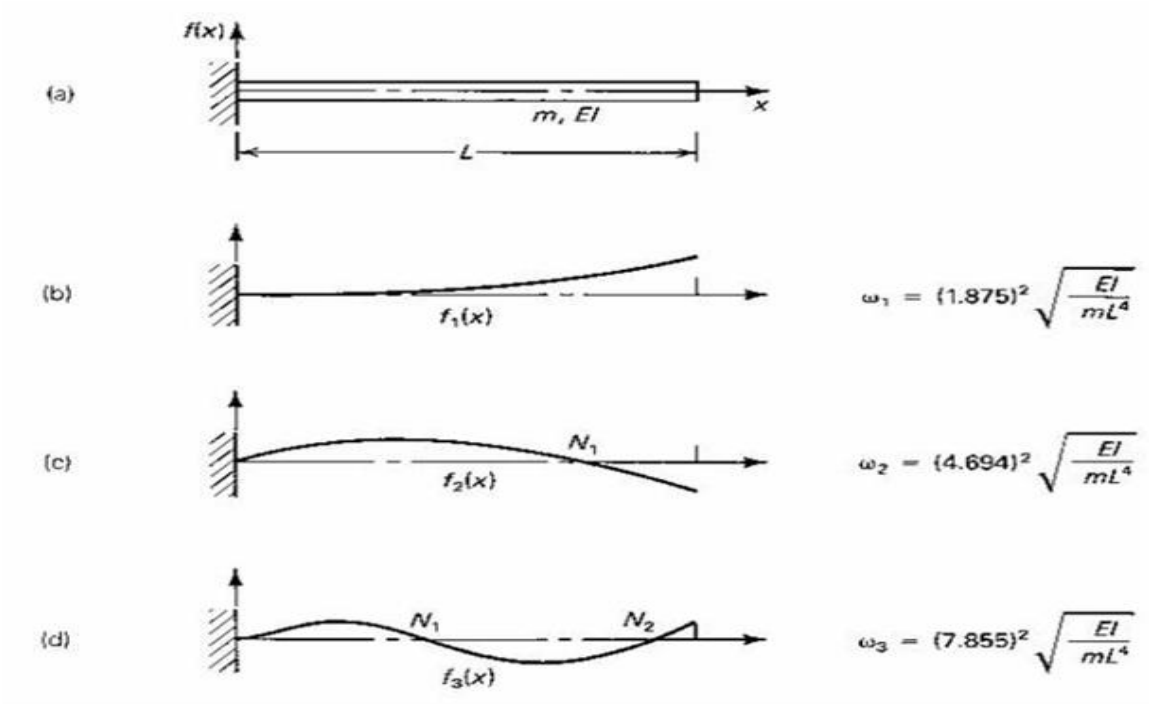 f(x)
(a)
x
m, EI
L
(b)
f₁(x)
ω₁ = (1.875)² √(EI / mL⁴)
(c)
N₁
f₂(x)
ω₂ = (4.694)² √(EI / mL⁴)
(d)
N₁
N₂
f₃(x)
ω₃ = (7.855)² √(EI / mL⁴)